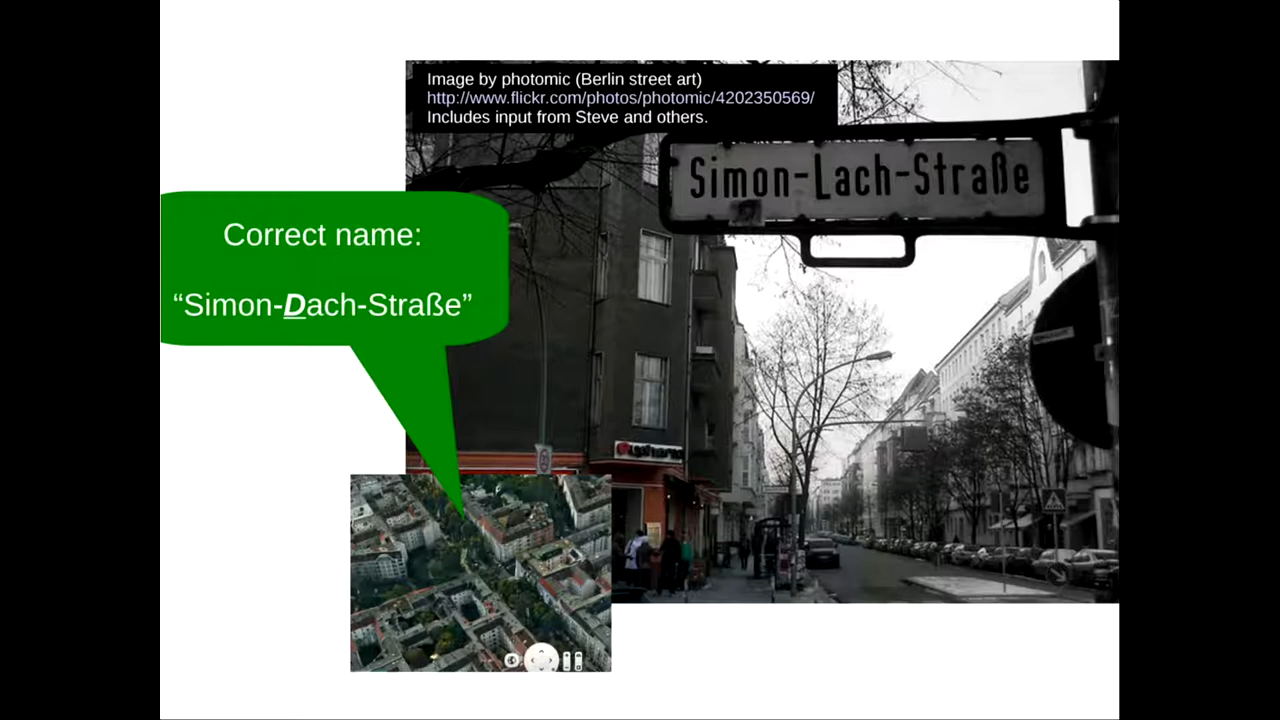 Image by photomic (Berlin street art)
http://www.flickr.com/photos/photomic/4202350569/
Includes input from Steve and others.
Simon-Lach-Straße
Correct name:
“Simon-Dach-Straße”